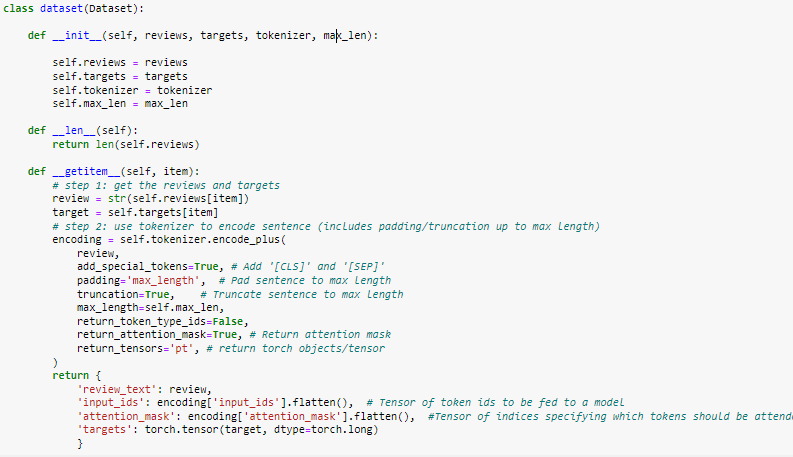 class dataset(Dataset):
def __init__(self, reviews, targets, tokenizer, max_len):
self.reviews = reviews
self.targets = targets
self.tokenizer = tokenizer
self.max_len = max_len
def __len__(self):
return len(self.reviews)
def __getitem__(self, item):
# step 1: get the reviews and targets
review = str(self.reviews[item])
target = self.targets[item]
# step 2: use tokenizer to encode sentence (includes padding/truncation up to max length)
encoding = self.tokenizer.encode_plus(
review,
add_special_tokens=True, # Add '[CLS]' and '[SEP]'
padding='max_length', # Pad sentence to max length
truncation=True, # Truncate sentence to max length
max_length=self.max_len,
return_token_type_ids=False,
return_attention_mask=True, # Return attention mask
return_tensors='pt', # return torch objects/tensor
)
return {
'review_text': review,
'input_ids': encoding['input_ids'].flatten(), # Tensor of token ids to be fed to a model
'attention_mask': encoding['attention_mask'].flatten(), #Tensor of indices specifying which tokens should be attend
'targets': torch.tensor(target, dtype=torch.long)
}